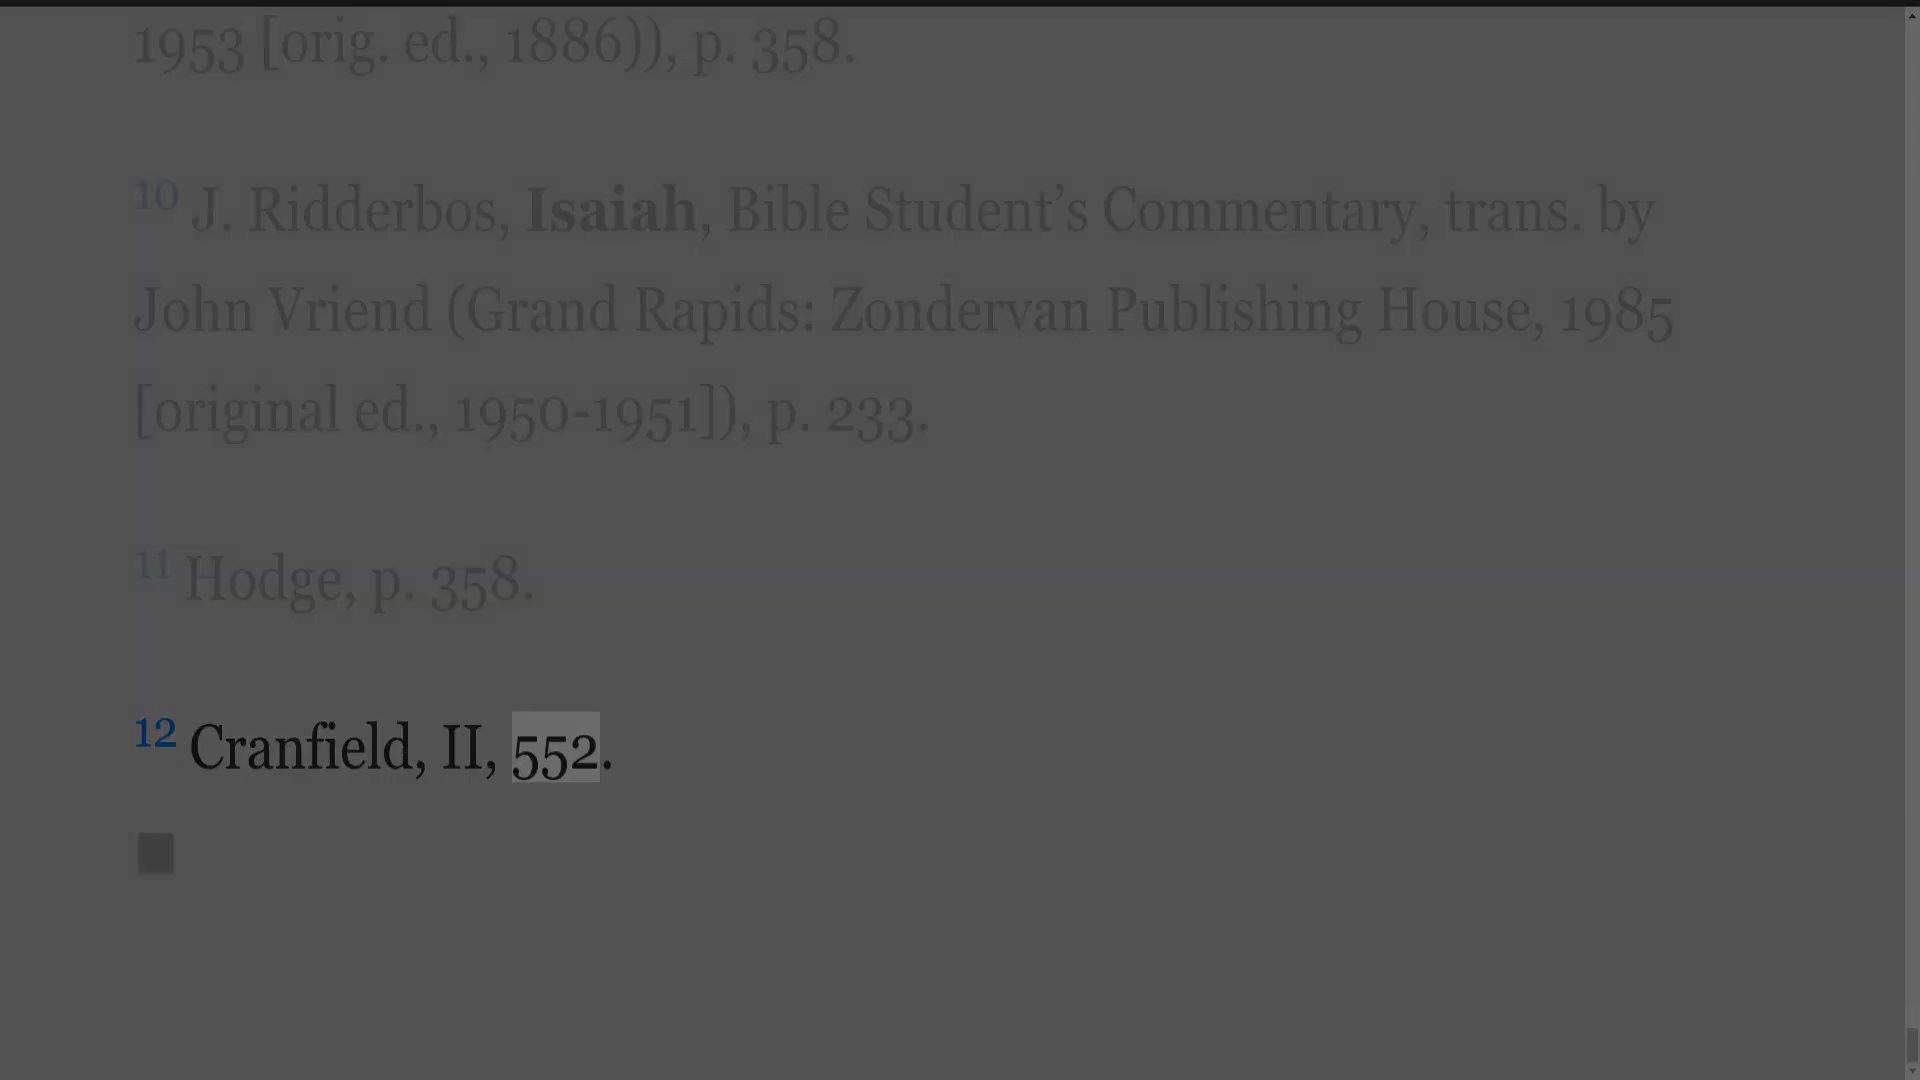 1953 [orig. ed., 1886)), p. 358.
10 J. Ridderbos, Isaiah, Bible Student’s Commentary, trans. by
John Vriend (Grand Rapids: Zondervan Publishing House, 1985
[original ed., 1950-1951]), p. 233.
11 Hodge, p. 358.
12 Cranfield, II, 552.